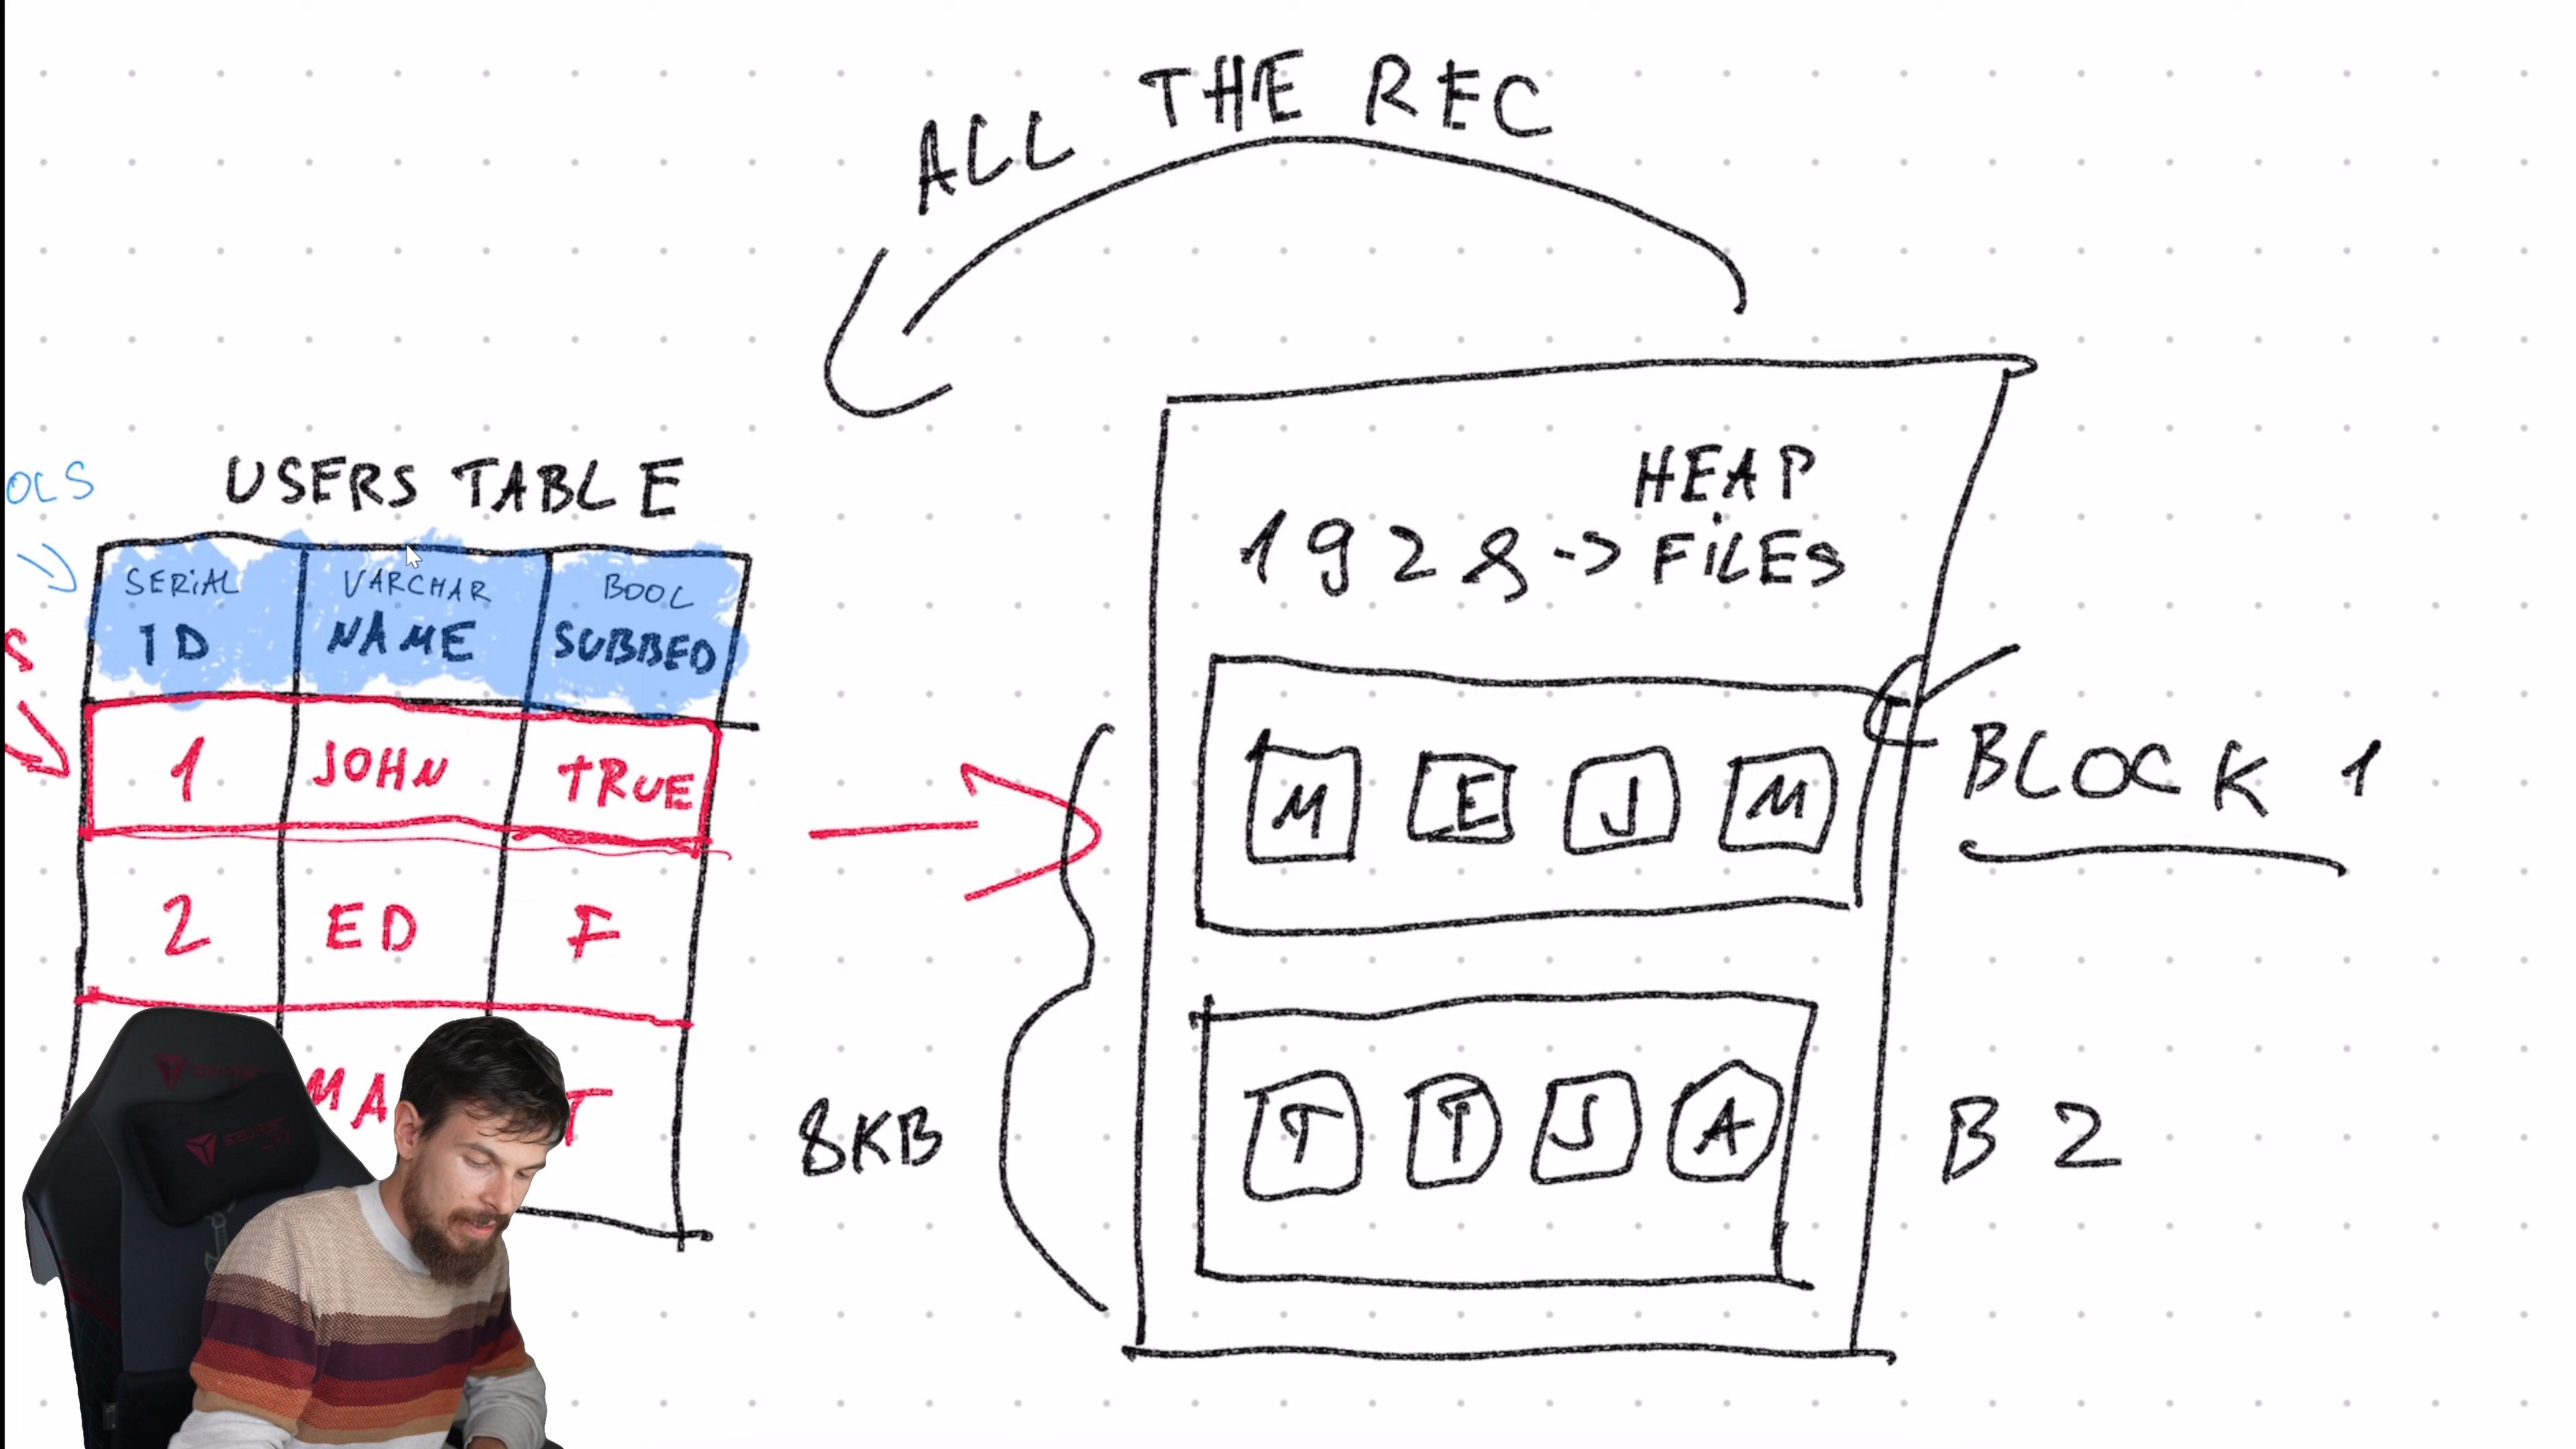 ALL THE REC
OLS
USERS TABLE
SERIAL VARCHAR BOOL
ID NAME SUBBED
S
1 JOHN TRUE
2 ED F
MA T
8KB
HEAP
1928 -> FILES
M E J M
BLOCK 1
T T J A
B 2